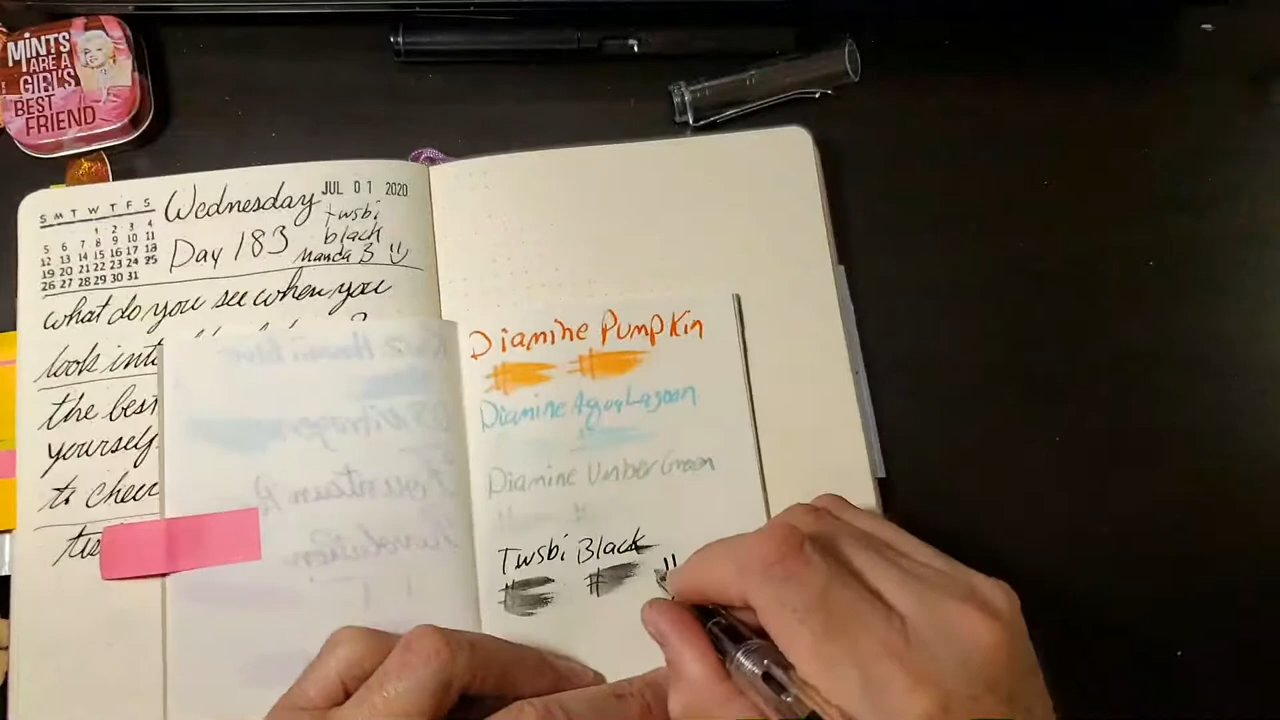 MINTS
ARE A
GIRL'S
BEST
FRIEND
S M T W T F S
1 2 3 4
5 6 7 8 9 10 11
12 13 14 15 16 17 18
19 20 21 22 23 24 25
26 27 28 29 30 31
Wednesday
Day 183
JUL 01 2020
twsbi
black
what do you see when you
look into
the best
yourself.
to cheer
Diamine Pumpkin
Diamine Aqua Lagoon
Diamine Umber Green
Twsbi Black